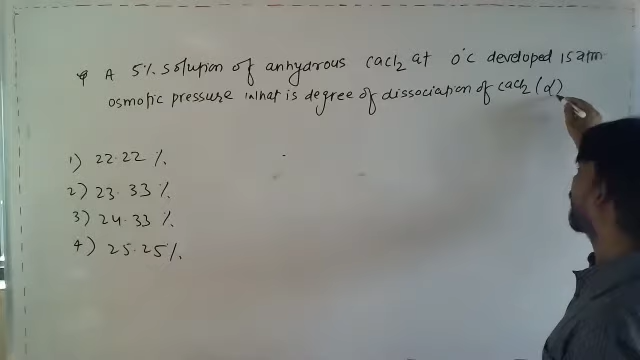 φ A 5% solution of anhydrous CaCl2 at 0°C developed 15 atm
osmotic pressure What is degree of dissociation of CaCl2 (α)
1) 22.22 %.
2) 23.33 %.
3) 24.33 %.
4) 25.25%.